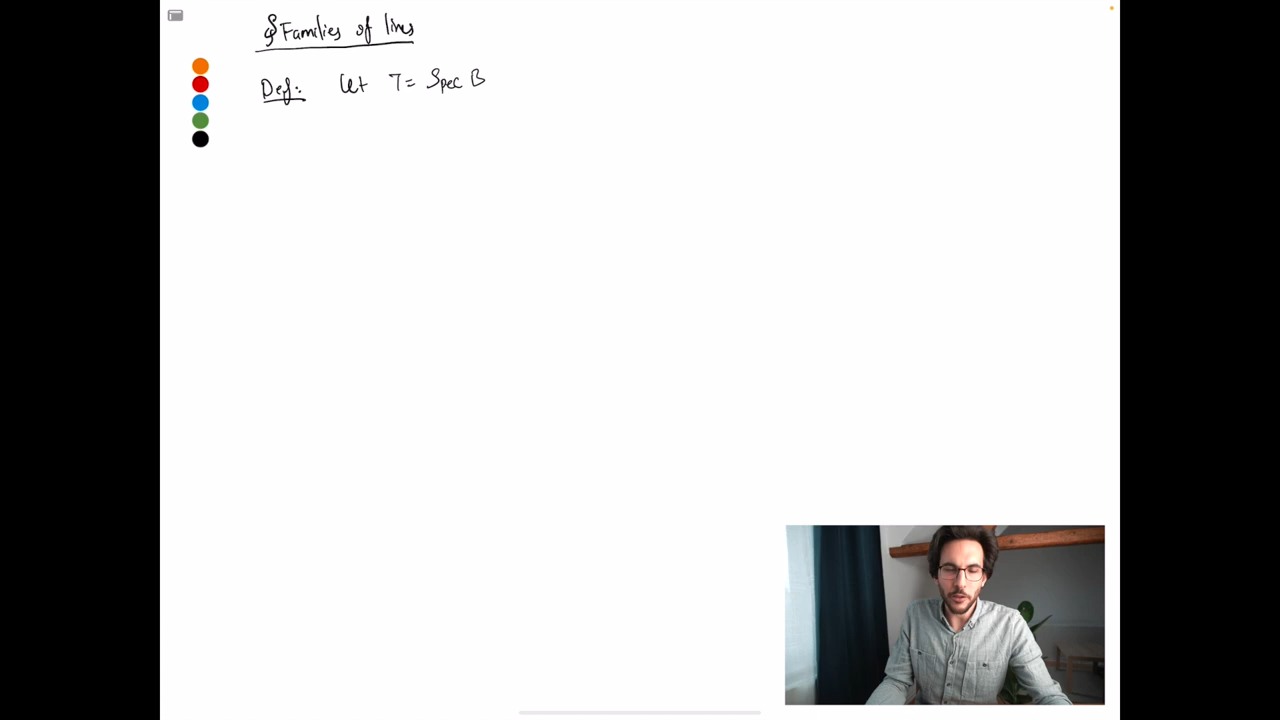 § Families of lines
Def: Let T = Spec B